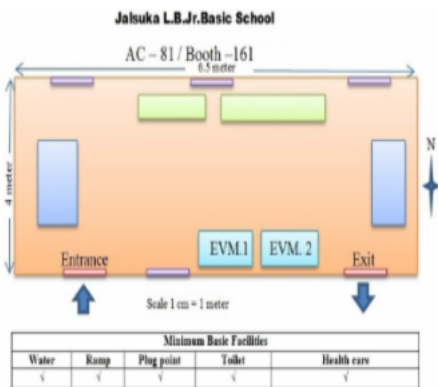 Jalsuka L.B.Jr.Basic School
AC – 81 / Booth –161
6.5 meter
4 meter
N
EVM.1 EVM. 2
Entrance Exit
Scale 1 cm = 1 meter
Minimum Basic Facilities
Water Ramp Plug point Toilet Health care
√ √ √ √ √